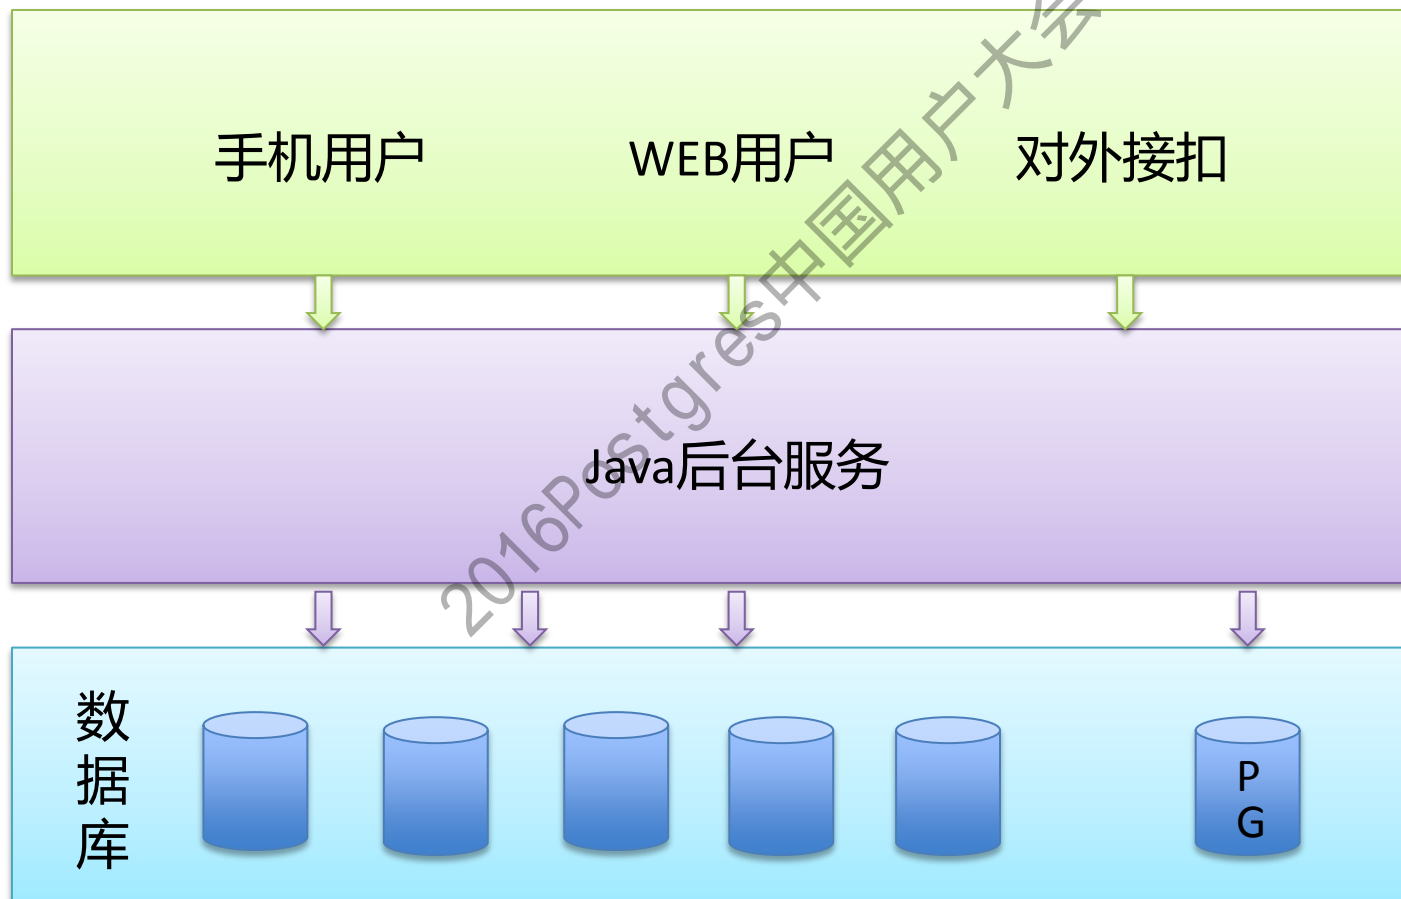 手机用户
WEB用户
对外接扣
Java后台服务
数据库
P
G
2016Postgres中国用户大会